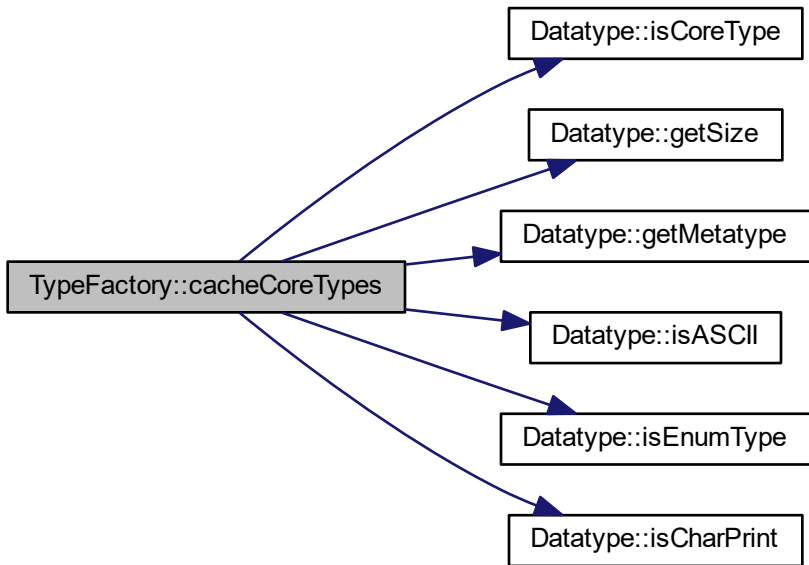 Datatype::isCoreType
Datatype::getSize
Datatype::getMetatype
TypeFactory::cacheCoreTypes
Datatype::isASCII
Datatype::isEnumType
Datatype::isCharPrint